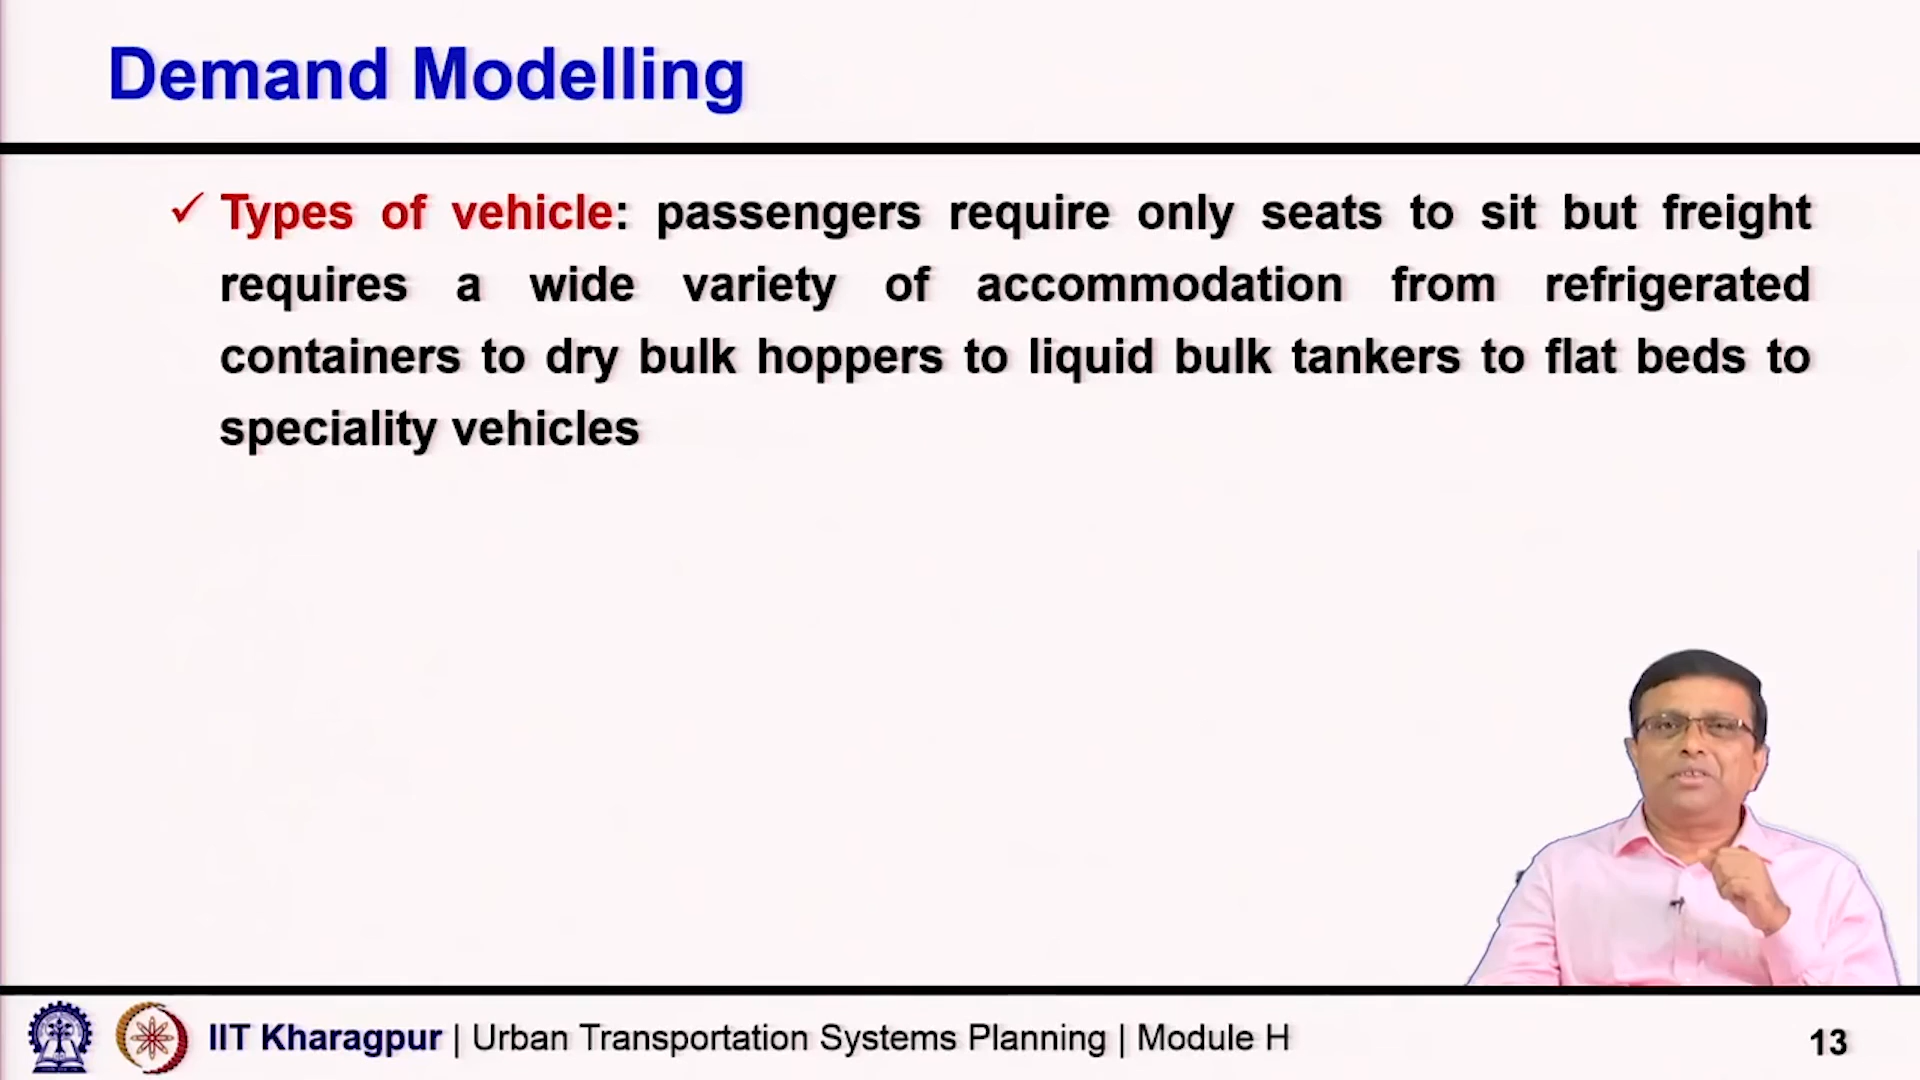 Demand Modelling
✓ Types of vehicle: passengers require only seats to sit but freight
requires a wide variety of accommodation from refrigerated
containers to dry bulk hoppers to liquid bulk tankers to flat beds to
speciality vehicles
IIT Kharagpur | Urban Transportation Systems Planning | Module H
13